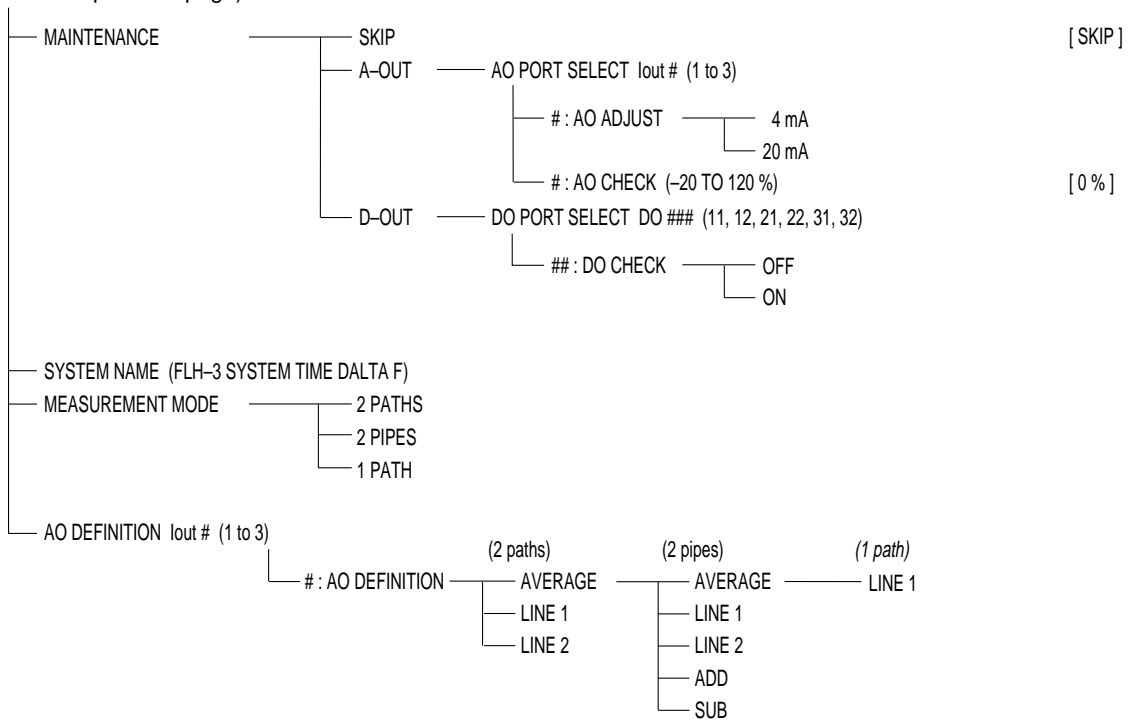 MAINTENANCE SKIP [ SKIP ]
A–OUT AO PORT SELECT Iout # (1 to 3)
# : AO ADJUST 4 mA
20 mA
# : AO CHECK (–20 TO 120 %) [ 0 % ]
D–OUT DO PORT SELECT DO ### (11, 12, 21, 22, 31, 32)
## : DO CHECK OFF
ON
SYSTEM NAME (FLH–3 SYSTEM TIME DALTA F)
MEASUREMENT MODE 2 PATHS
2 PIPES
1 PATH
AO DEFINITION Iout # (1 to 3)
(2 paths) (2 pipes) (1 path)
# : AO DEFINITION AVERAGE AVERAGE LINE 1
LINE 1 LINE 1
LINE 2 LINE 2
ADD
SUB